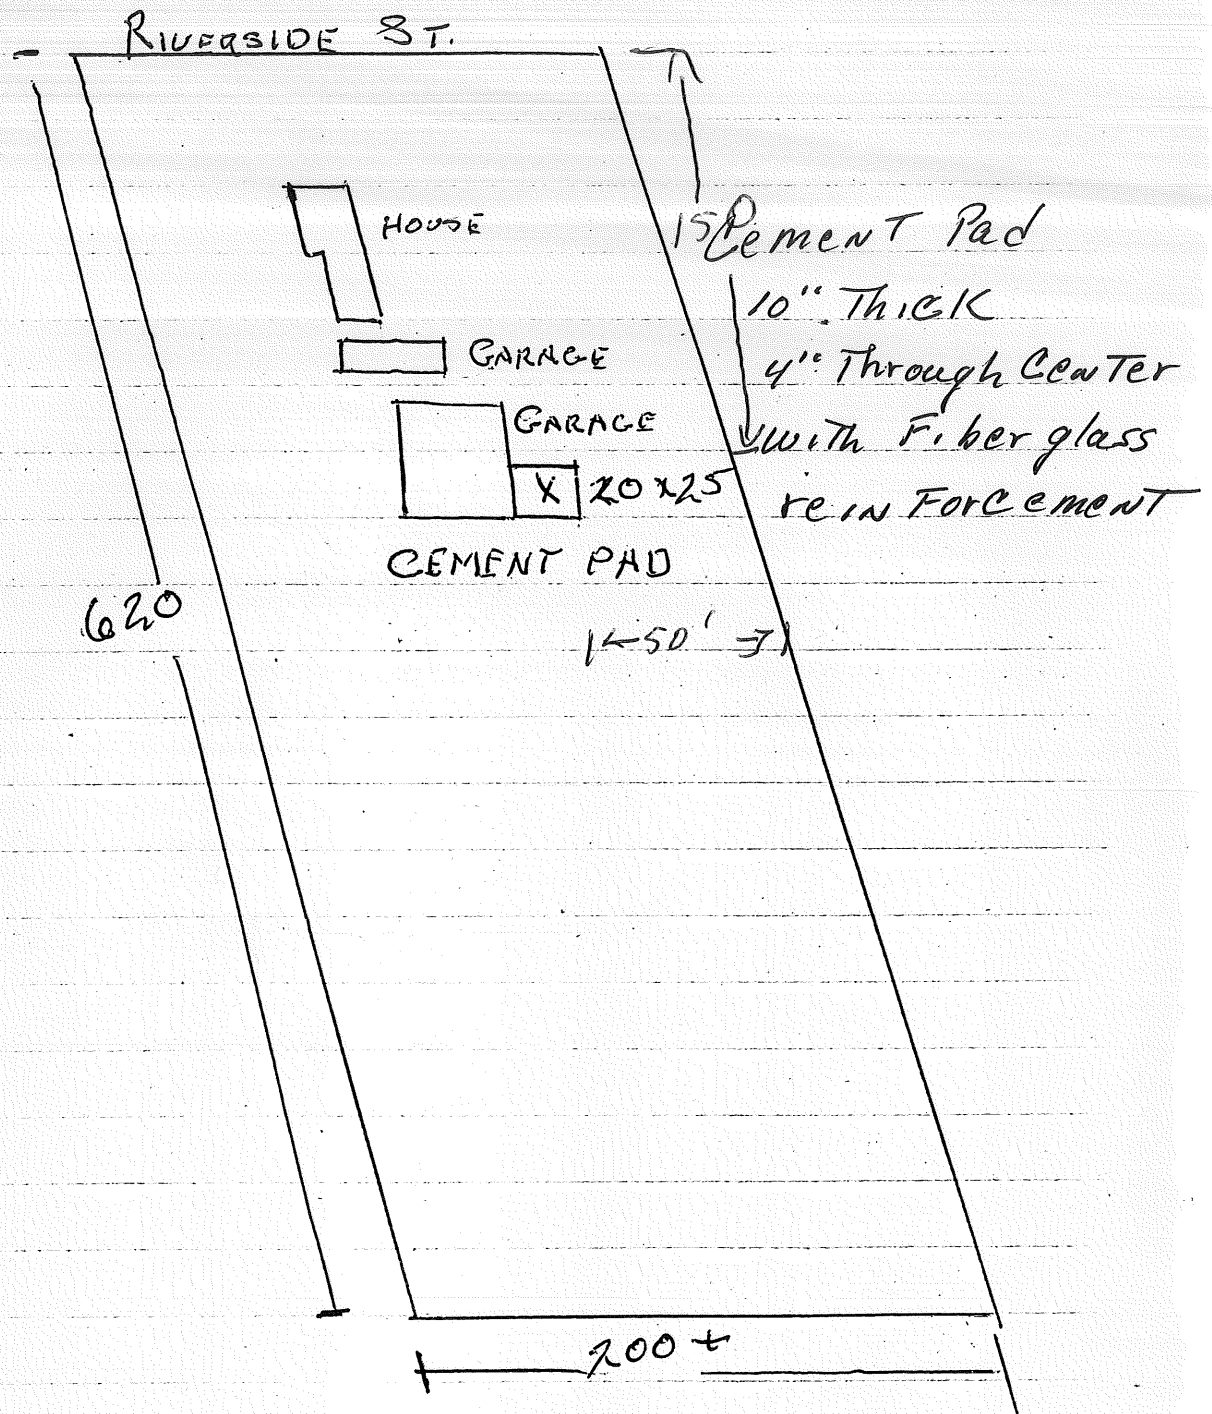 RIVERSIDE ST.
HOUSE
Cement Pad
10" Thick
GARAGE
4" Through Center
GARAGE
with Fiberglass
X 20 x 25
reinForcement
CEMENT PAD
620
50'
200 +